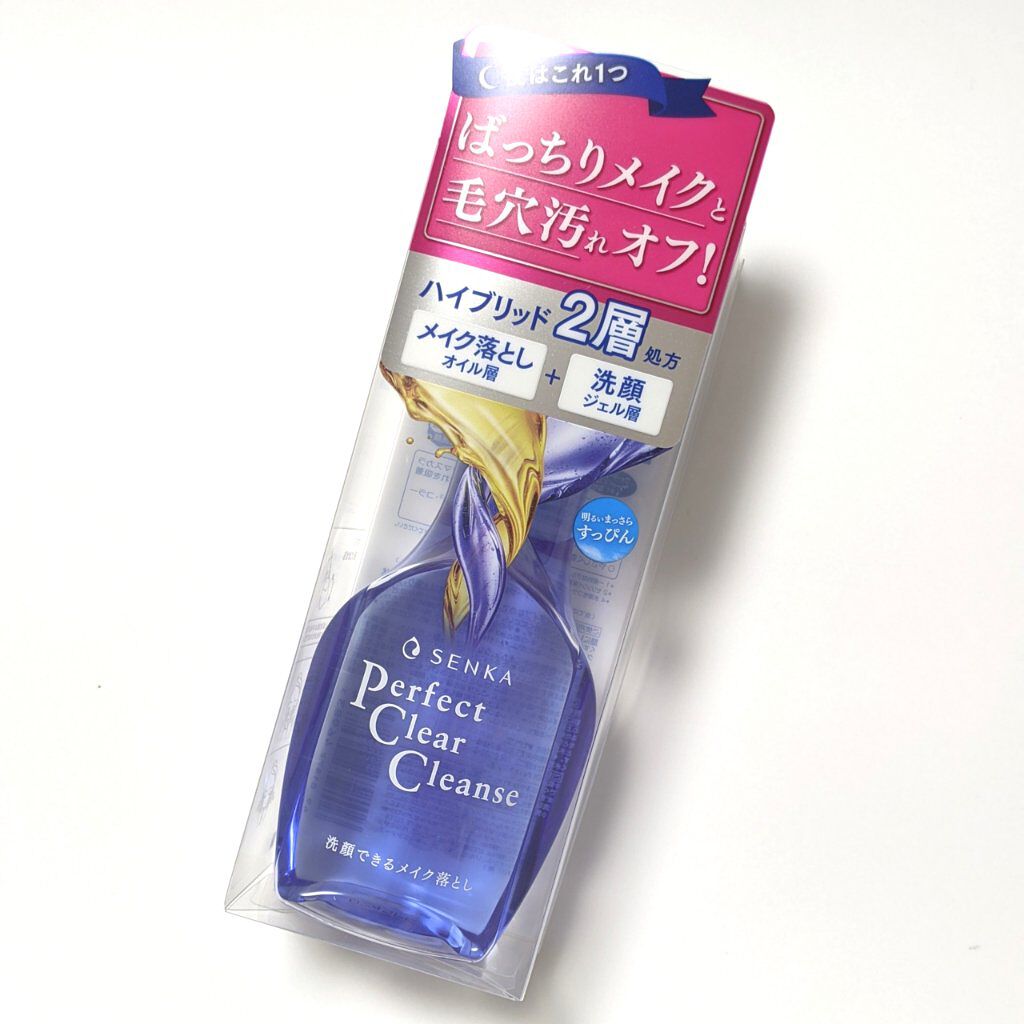 はこれ1つ
ばっちりメイクと
毛穴汚れオフ!
ハイブリッド2層処方
メイク落とし
オイル層
+
洗顔
ジェル層
明るいまっさら
すっぴん
SENKA
Perfect
Clear
Cleanse
洗顔できるメイク落とし